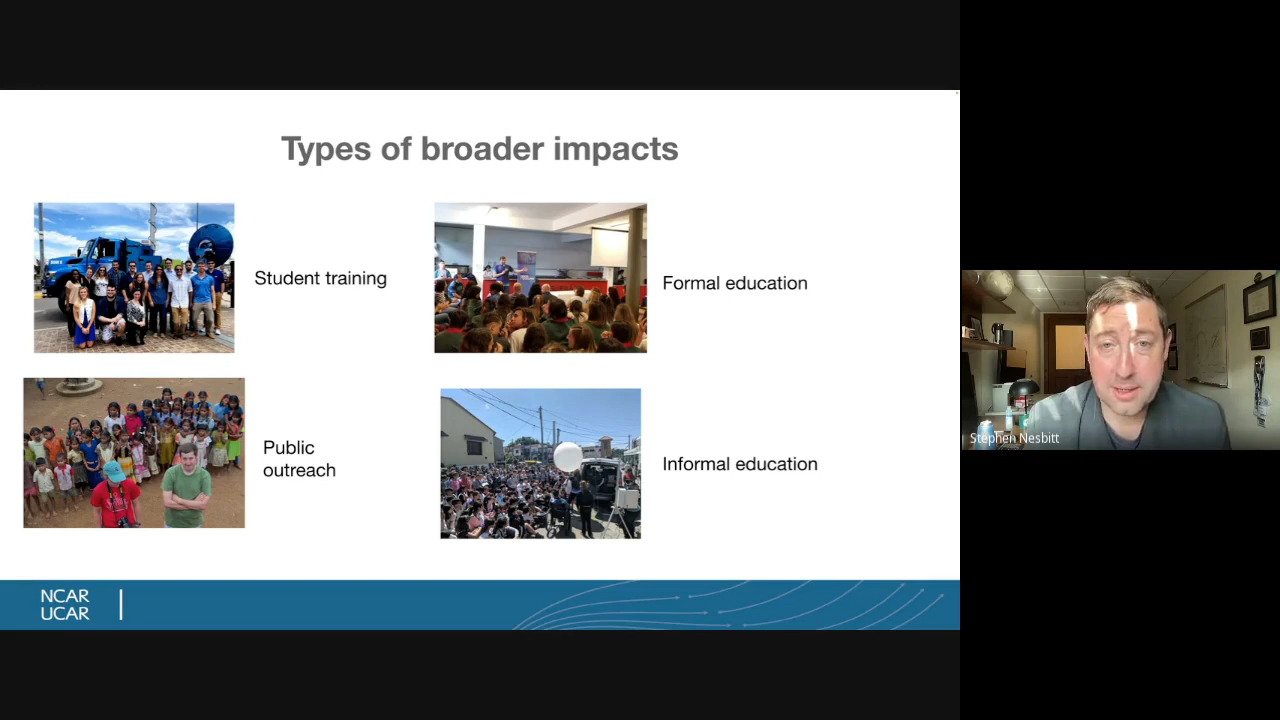 Types of broader impacts
Student training
Formal education
Public
outreach
Informal education
NCAR
UCAR
Stephen Nesbitt